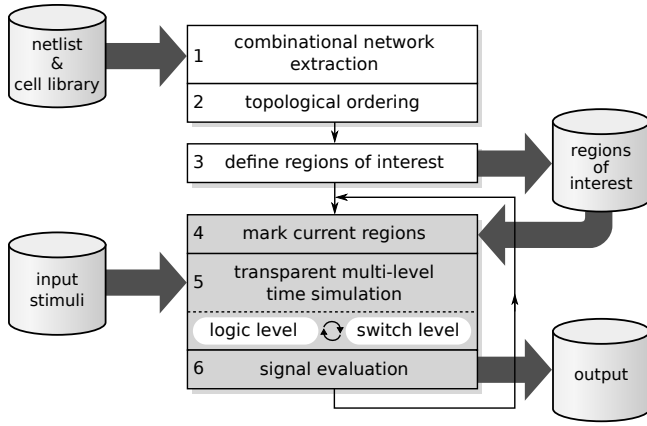 netlist
&
cell library
1
combinational network
extraction
2
topological ordering
3
define regions of interest
regions
of
interest
4
mark current regions
input
stimuli
5
transparent multi-level
time simulation
logic level
switch level
6
signal evaluation
output